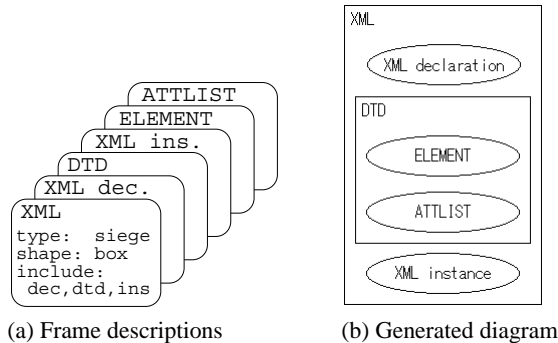 ATTLIST
ELEMENT
XML ins.
DTD
XML dec.
XML
type: siege
shape: box
include:
dec,dtd,ins
(a) Frame descriptions
XML
XML declaration
DTD
ELEMENT
ATTLIST
XML instance
(b) Generated diagram